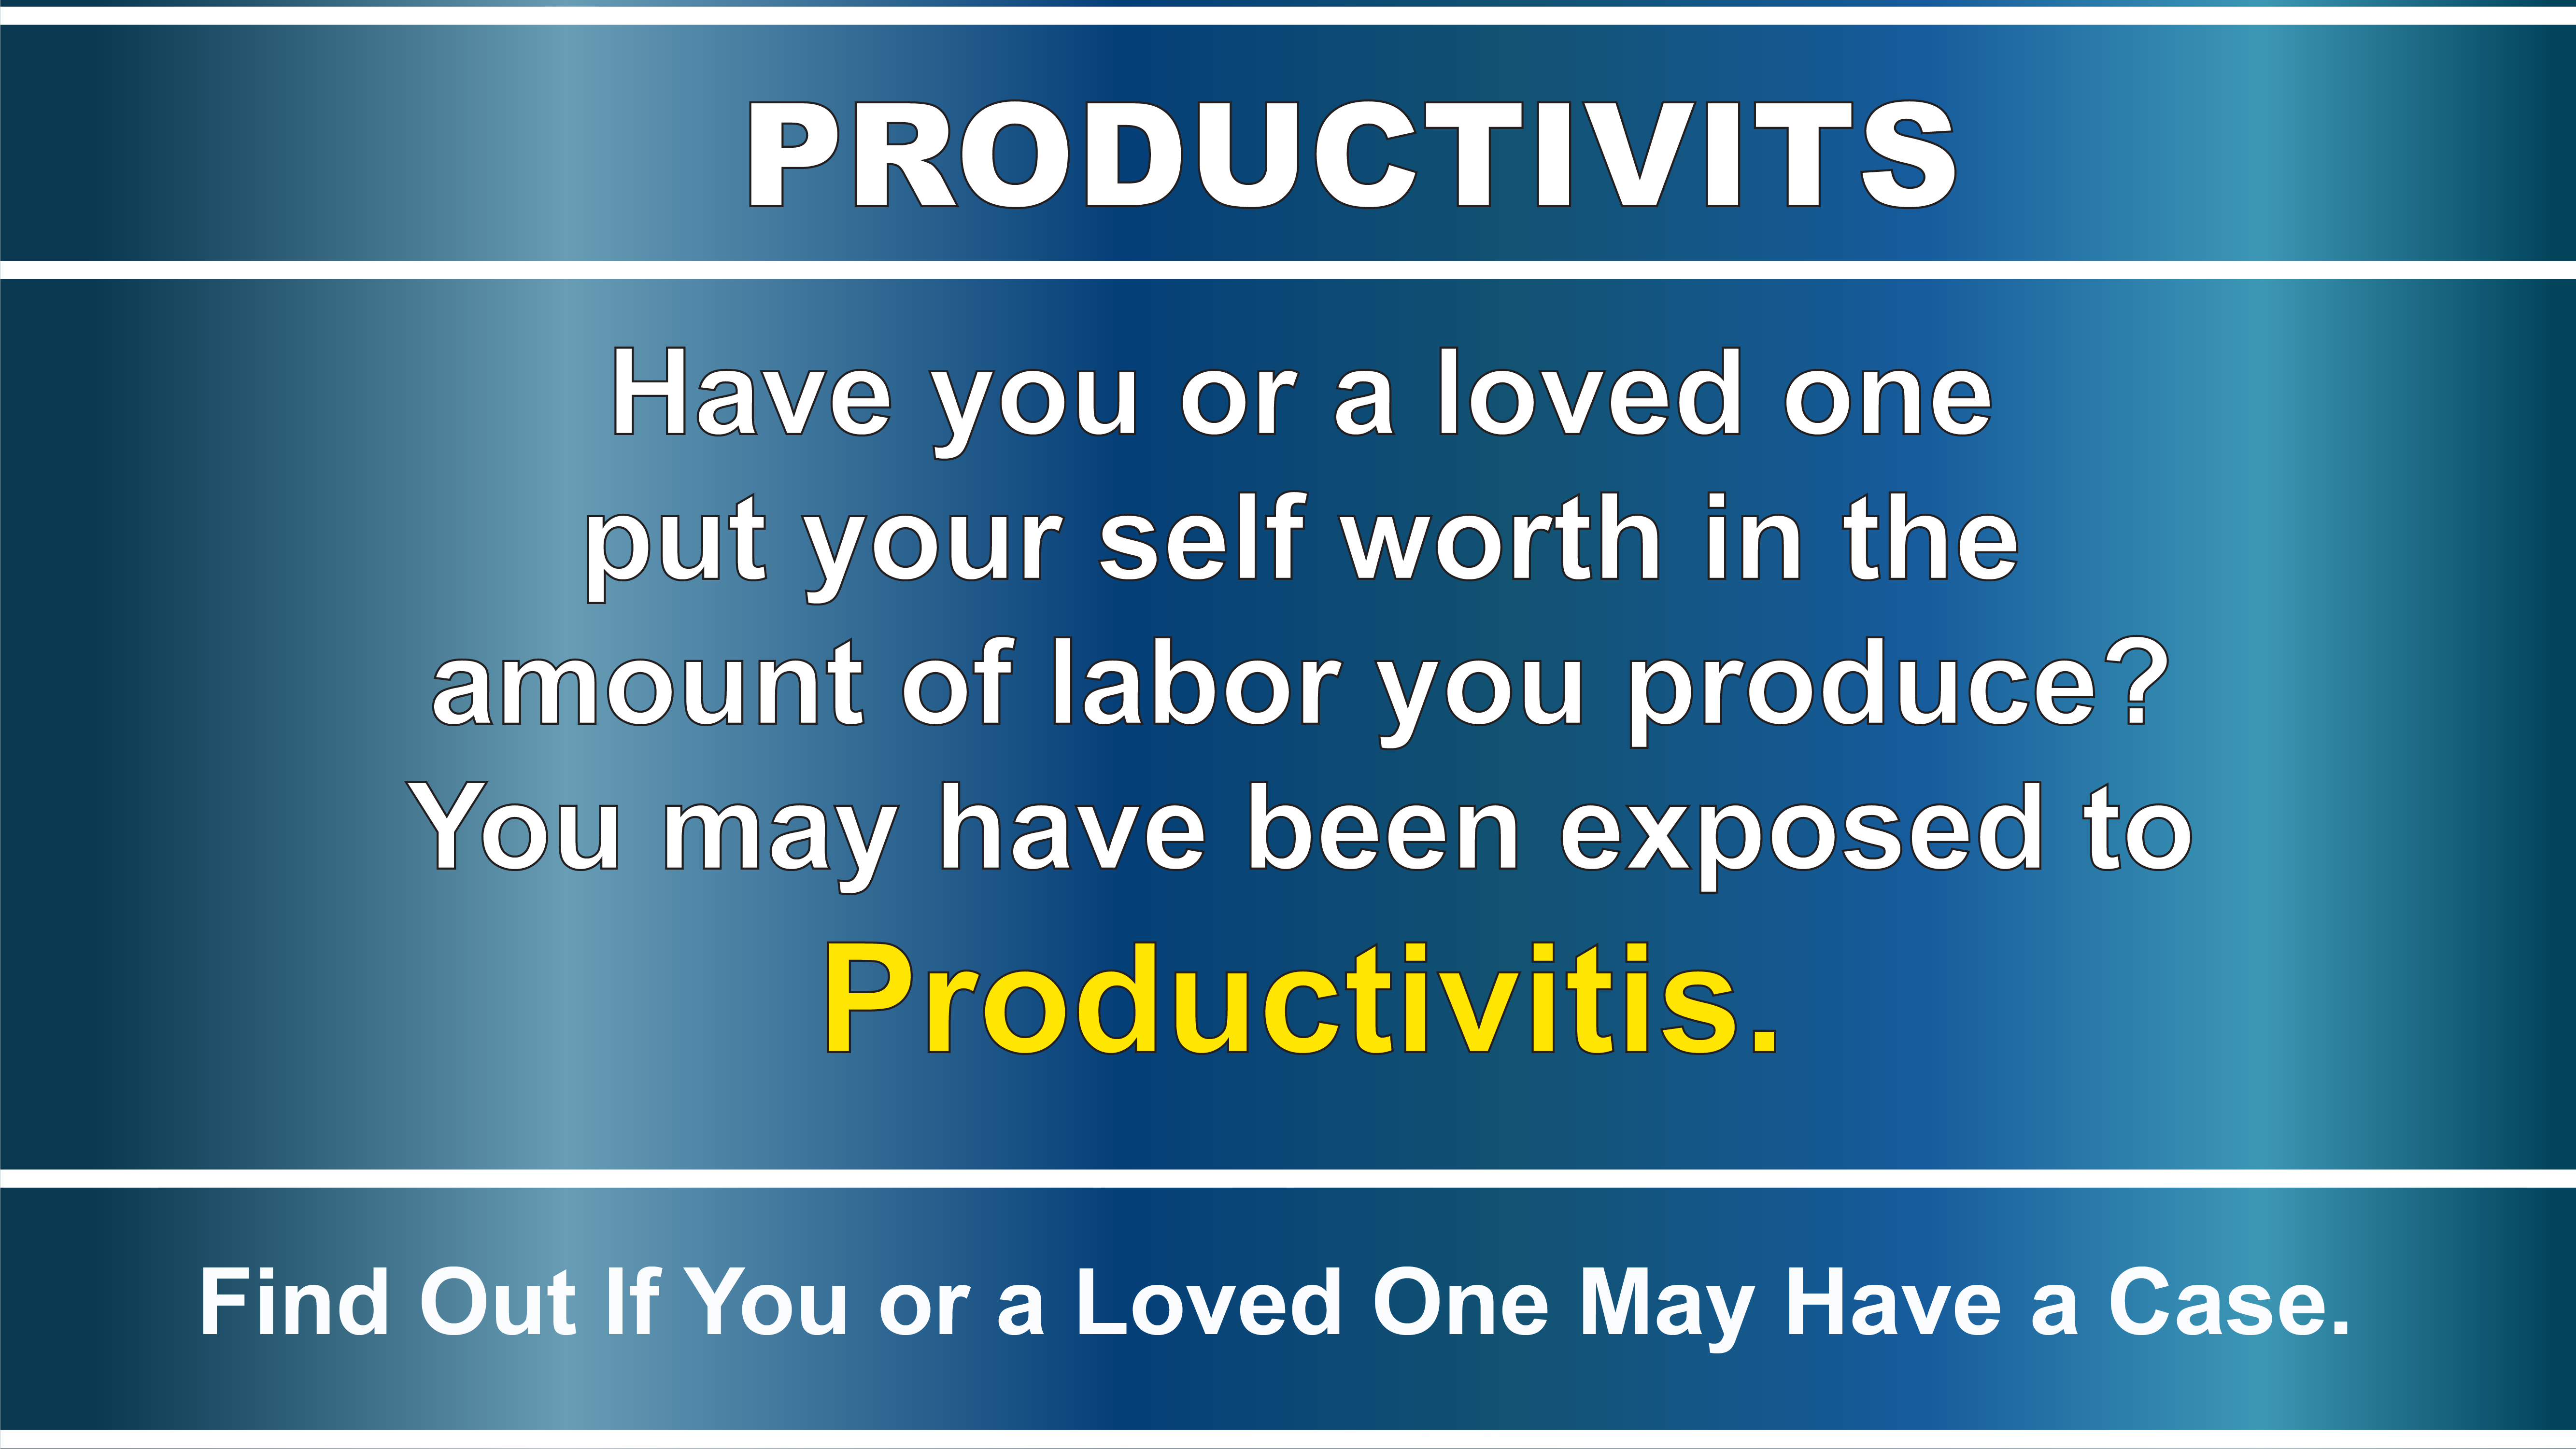 PRODUCTIVITS
Have you or a loved one
put your self worth in the
amount of labor you produce?
You may have been exposed to
Productivitis.
Find Out If You or a Loved One May Have a Case.